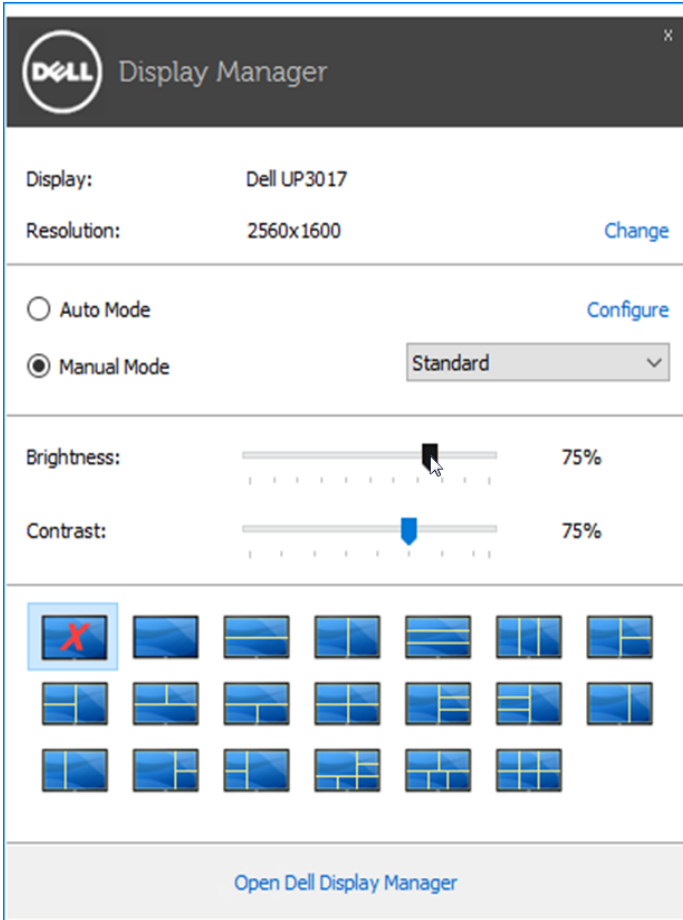 DELL Display Manager X
Display: Dell UP3017
Resolution: 2560x1600 Change
Auto Mode Configure
Manual Mode Standard
Brightness: 75%
Contrast: 75%
X
Open Dell Display Manager